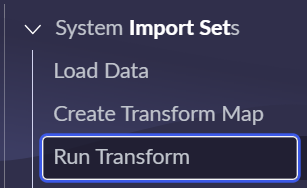 System Import Sets
Load Data
Create Transform Map
Run Transform